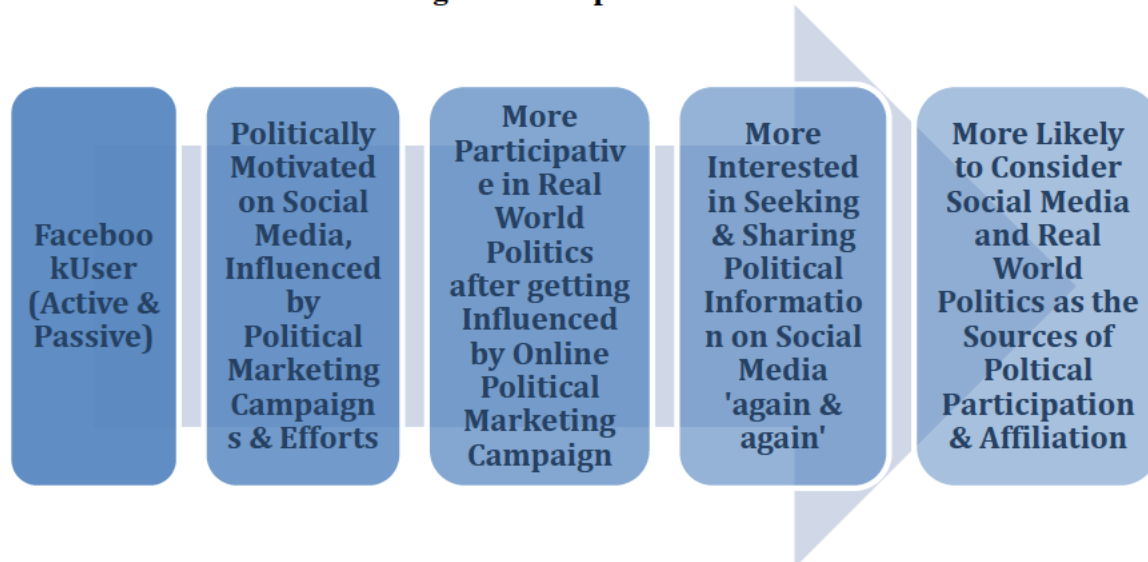 Faceboo
kUser
(Active &
Passive)
Politically
Motivated
on Social
Media,
Influenced
by
Political
Marketing
Campaign
s & Efforts
More
Participativ
e in Real
World
Politics
after getting
Influenced
by Online
Political
Marketing
Campaign
More
Interested
in Seeking
& Sharing
Political
Informatio
n on Social
Media
'again &
again'
More Likely
to Consider
Social Media
and Real
World
Politics as the
Sources of
Poltical
Participation
& Affiliation